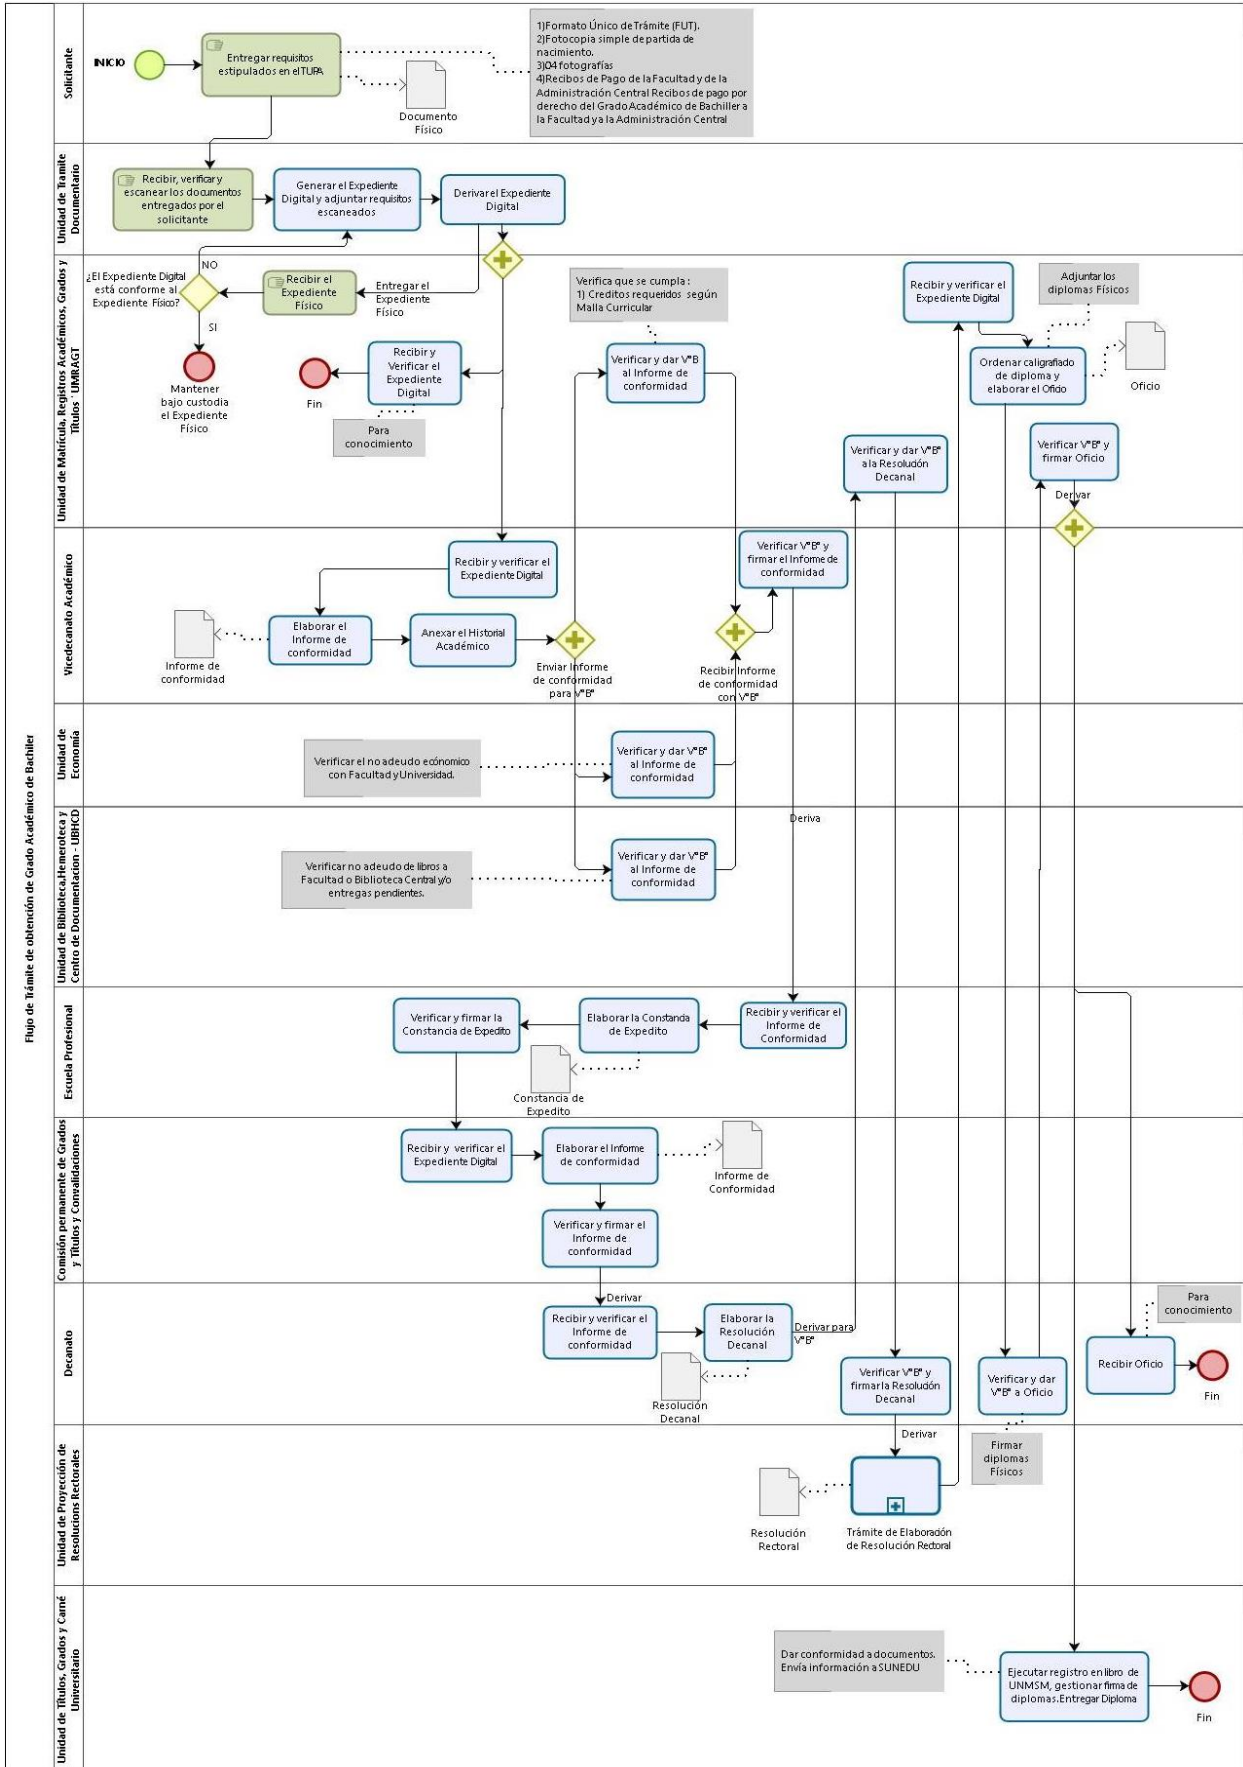 Flujo de Trámite de obtención de Grado Académico de Bachiler
Solicitante
INICIO
Entregar requisitos
estipulados en el TUPA
Documento
Físico
1)Formato Único de Trámite (FUT).
2)Fotocopia simple de partida de
nacimiento.
3)04 fotografías
4)Recibos de Pago de la Facultad y de la
Administración Central Recibos de pago por
derecho del Grado Académico de Bachiller a
la Facultad ya la Administración Central
Unidad de Tramite
Documentario
Recibir, verificar y
escanear los documentos
entregados por el
solicitante
Generar el Expediente
Digital y adjuntar requisitos
escaneados
Derivar el Expediente
Digital
Unidad de Matrícula, Registros Académicos, Grados y
Títulos ¨UMRAGT
¿El Expediente Digital
está conforme al
Expediente Físico?
NO
SI
Recibir el
Expediente
Físico
Entregar el
Expediente
Físico
Mantener
bajo custodia
el Expediente
Físico
Fin
Recibir y
Verificar el
Expediente
Digital
Para
conocimiento
Verifica que se cumpla :
1) Creditos requeridos según
Malla Curricular
Verificar y dar V°B
al Informe de
conformidad
Verificar y dar V°B°
a la Resolución
Decanal
Recibir y verificar el
Expediente Digital
Adjuntar los
diplomas Físicos
Ordenar caligrafiado
de diploma y
elaborar el Oficio
Oficio
Verificar V°B° y
firmar Oficio
Derivar
Vicedecanato Académico
Recibir y verificar el
Expediente Digital
Verificar V°B° y
firmar el Informe de
conformidad
Informe de
conformidad
Elaborar el
Informe de
conformidad
Anexar el Historial
Académico
Enviar Informe
de conformidad
para V°B°
Recibir Informe
de conformidad
con V°B°
Unidad de
Economía
Verificar el no adeudo económico
con Facultad y Universidad.
Verificar y dar V°B°
al Informe de
conformidad
Unidad de Biblioteca,Hemeroteca y
Centro de Documentacion - UBHCD
Deriva
Verificar no adeudo de libros a
Facultad o Biblioteca Central y/o
entregas pendientes.
Verificar y dar V°B°
al Informe de
conformidad
Escuela Profesional
Verificar y firmar la
Constancia de Expedito
Elaborar la Constancia
de Expedito
Recibir y verificar el
Informe de
Conformidad
Constancia de
Expedito
Comisión permanente de Grados
y Títulos y Convalidaciones
Recibir y verificar el
Expediente Digital
Elaborar el Informe
de conformidad
Informe de
Conformidad
Verificar y firmar el
Informe de
conformidad
Decanato
Derivar
Recibir y verificar el
Informe de
conformidad
Elaborar la
Resolución
Decanal
Derivar para
V°B°
Resolución
Decanal
Verificar V°B° y
firmar la Resolución
Decanal
Verificar y dar
V°B° a Oficio
Para
conocimiento
Recibir Oficio
Fin
Unidad de Proyección de
Resolucions Rectorales
Derivar
Firmar
diplomas
Físicos
Resolución
Rectoral
Trámite de Elaboración
de Resolución Rectoral
Unidad de Títulos, Grados y Carné
Universitario
Dar conformidad a documentos.
Envía información a SUNEDU
Ejecutar registro en libro de
UNMSM, gestionar firma de
diplomas.Entregar Diploma
Fin